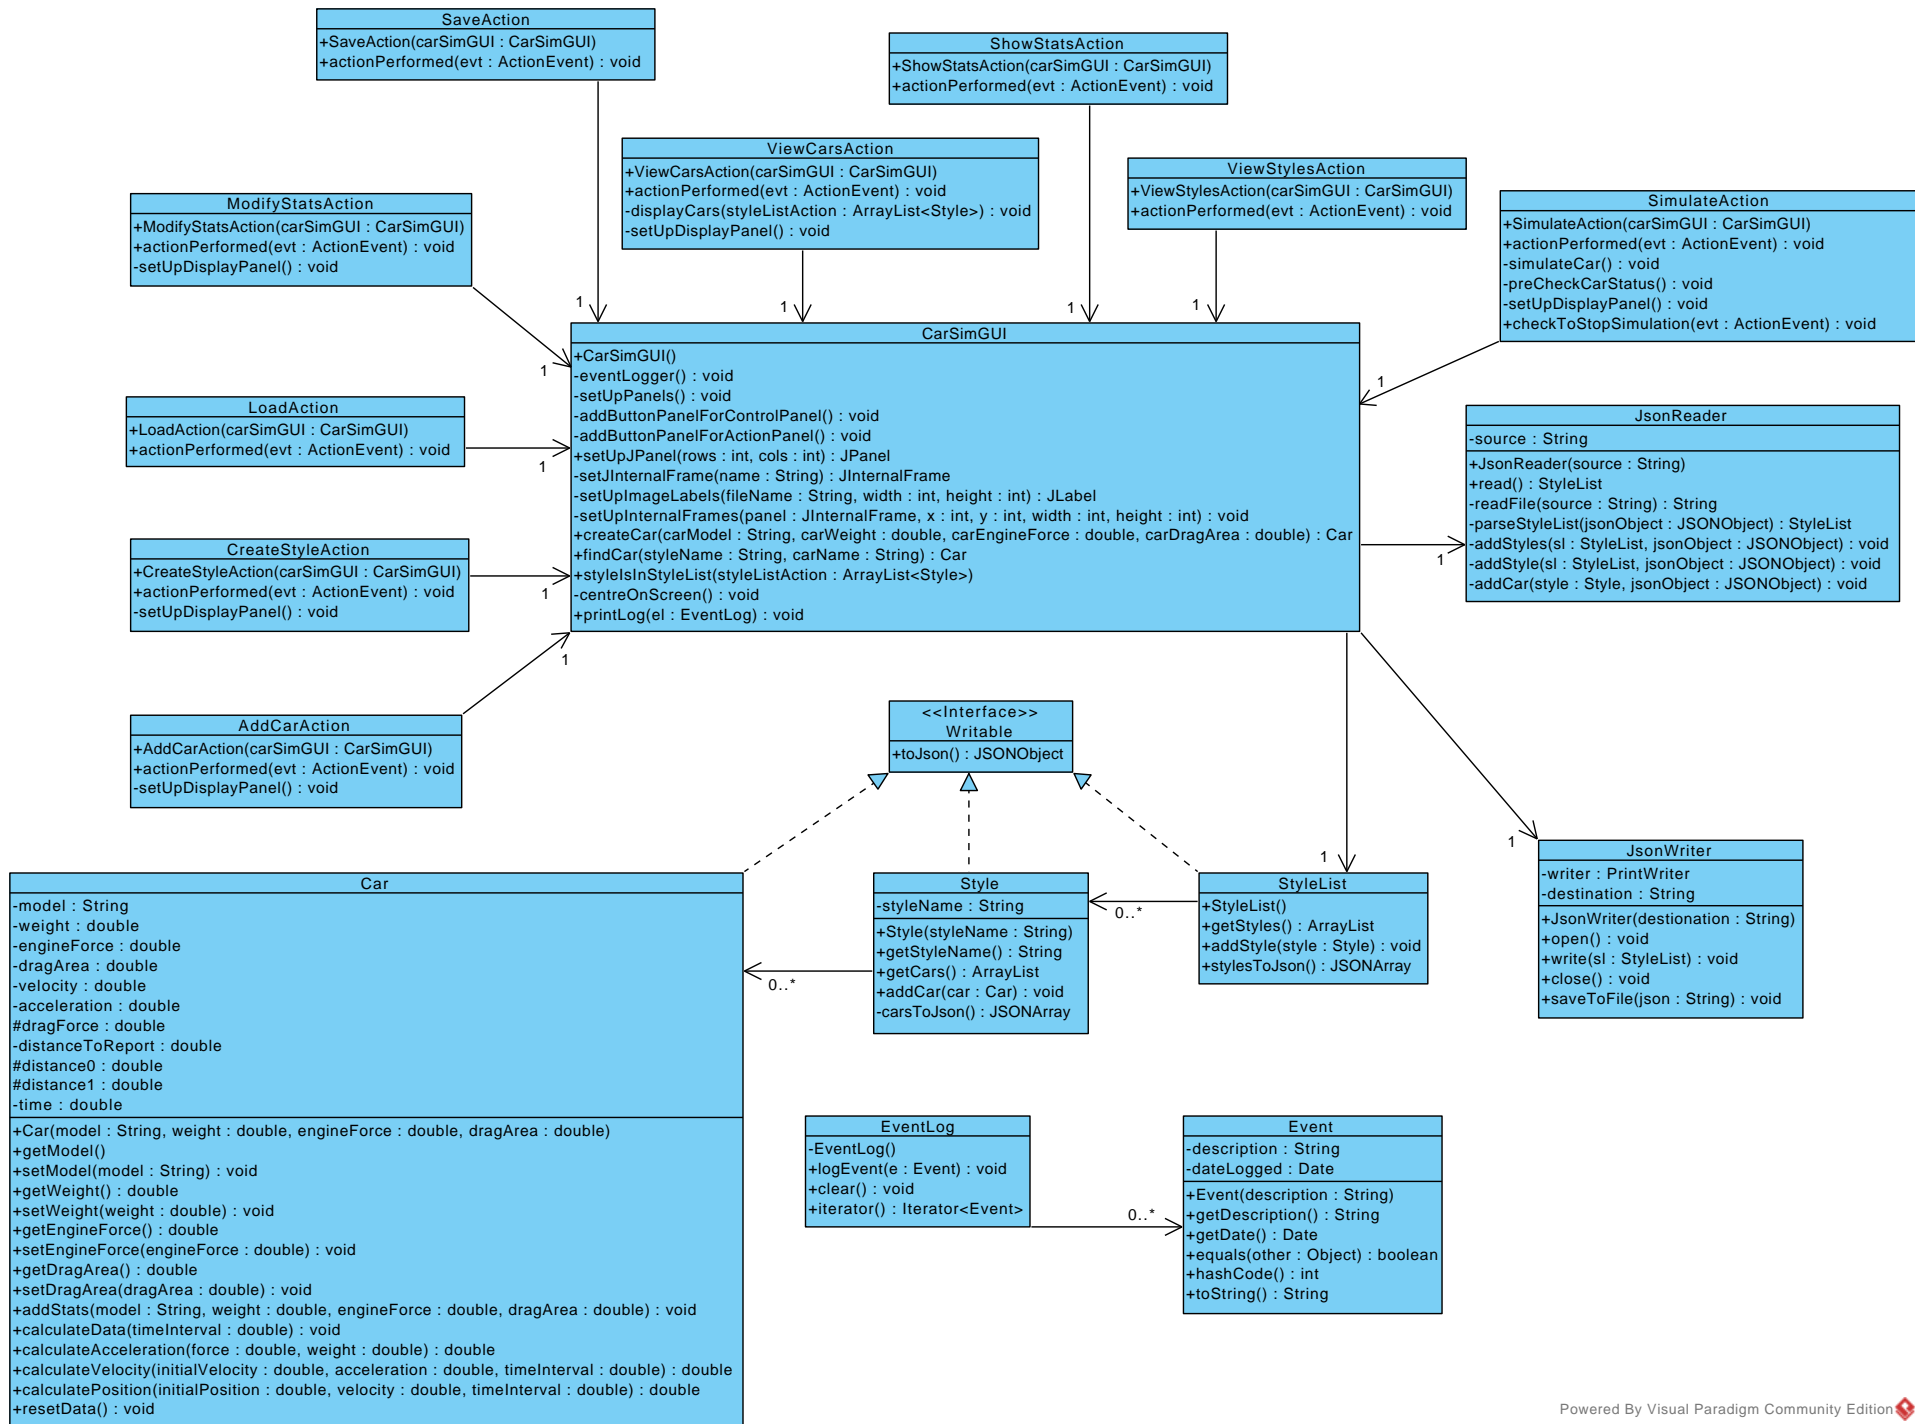 SaveAction
+SaveAction(carSimGUI : CarSimGUI)
+actionPerformed(evt : ActionEvent) : void
ShowStatsAction
+ShowStatsAction(carSimGUI : CarSimGUI)
+actionPerformed(evt : ActionEvent) : void
ViewCarsAction
+ViewCarsAction(carSimGUI : CarSimGUI)
+actionPerformed(evt : ActionEvent) : void
-displayCars(styleListAction : ArrayList<Style>) : void
-setUpDisplayPanel() : void
ViewStylesAction
+ViewStylesAction(carSimGUI : CarSimGUI)
+actionPerformed(evt : ActionEvent) : void
ModifyStatsAction
+ModifyStatsAction(carSimGUI : CarSimGUI)
+actionPerformed(evt : ActionEvent) : void
-setUpDisplayPanel() : void
SimulateAction
+SimulateAction(carSimGUI : CarSimGUI)
+actionPerformed(evt : ActionEvent) : void
-simulateCar() : void
-preCheckCarStatus() : void
-setUpDisplayPanel() : void
+checkToStopSimulation(evt : ActionEvent) : void
1
1
1
1
1
1
CarSimGUI
+CarSimGUI()
-eventLogger() : void
-setUpPanels() : void
-addButtonPanelForControlPanel() : void
-addButtonPanelForActionPanel() : void
+setUpJPanel(rows : int, cols : int) : JPanel
-setJInternalFrame(name : String) : JInternalFrame
-setUpImageLabels(fileName : String, width : int, height : int) : JLabel
-setUpInternalFrames(panel : JInternalFrame, x : int, y : int, width : int, height : int) : void
+createCar(carModel : String, carWeight : double, carEngineForce : double, carDragArea : double) : Car
+findCar(styleName : String, carName : String) : Car
+styleIsInStyleList(styleListAction : ArrayList<Style>)
-centreOnScreen() : void
+printLog(el : EventLog) : void
LoadAction
+LoadAction(carSimGUI : CarSimGUI)
+actionPerformed(evt : ActionEvent) : void
1
JsonReader
-source : String
+JsonReader(source : String)
+read() : StyleList
-readFile(source : String) : String
-parseStyleList(jsonObject : JSONObject) : StyleList
-addStyles(sl : StyleList, jsonObject : JSONObject) : void
-addStyle(sl : StyleList, jsonObject : JSONObject) : void
-addCar(style : Style, jsonObject : JSONObject) : void
1
CreateStyleAction
+CreateStyleAction(carSimGUI : CarSimGUI)
+actionPerformed(evt : ActionEvent) : void
-setUpDisplayPanel() : void
1
1
AddCarAction
+AddCarAction(carSimGUI : CarSimGUI)
+actionPerformed(evt : ActionEvent) : void
-setUpDisplayPanel() : void
<<Interface>>
Writable
+toJson() : JSONObject
1
1
JsonWriter
-writer : PrintWriter
-destination : String
+JsonWriter(destionation : String)
+open() : void
+write(sl : StyleList) : void
+close() : void
+saveToFile(json : String) : void
Car
-model : String
-weight : double
-engineForce : double
-dragArea : double
-velocity : double
-acceleration : double
#dragForce : double
-distanceToReport : double
#distance0 : double
#distance1 : double
-time : double
+Car(model : String, weight : double, engineForce : double, dragArea : double)
+getModel()
+setModel(model : String) : void
+getWeight() : double
+setWeight(weight : double) : void
+getEngineForce() : double
+setEngineForce(engineForce : double) : void
+getDragArea() : double
+setDragArea(dragArea : double) : void
+addStats(model : String, weight : double, engineForce : double, dragArea : double) : void
+calculateData(timeInterval : double) : void
+calculateAcceleration(force : double, weight : double) : double
+calculateVelocity(initialVelocity : double, acceleration : double, timeInterval : double) : double
+calculatePosition(initialPosition : double, velocity : double, timeInterval : double) : double
+resetData() : void
0..*
Style
-styleName : String
+Style(styleName : String)
+getStyleName() : String
+getCars() : ArrayList
+addCar(car : Car) : void
-carsToJson() : JSONArray
0..*
StyleList
+StyleList()
+getStyles() : ArrayList
+addStyle(style : Style) : void
+stylesToJson() : JSONArray
EventLog
-EventLog()
+logEvent(e : Event) : void
+clear() : void
+iterator() : Iterator<Event>
0..*
Event
-description : String
-dateLogged : Date
+Event(description : String)
+getDescription() : String
+getDate() : Date
+equals(other : Object) : boolean
+hashCode() : int
+toString() : String
Powered By Visual Paradigm Community Edition